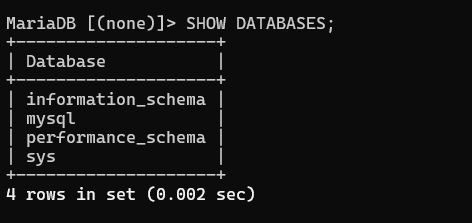 MariaDB [(none)]> SHOW DATABASES;
+--------------------+
| Database           |
+--------------------+
| information_schema |
| mysql              |
| performance_schema |
| sys                |
+--------------------+
4 rows in set (0.002 sec)